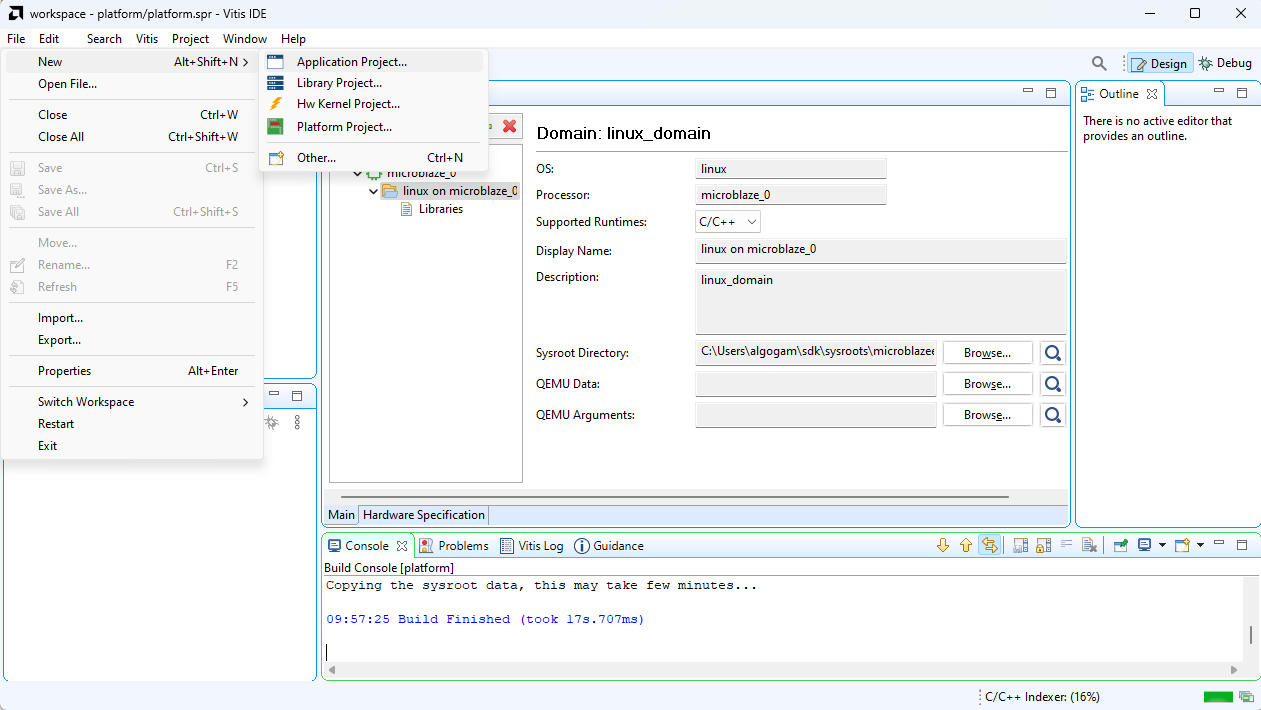 workspace - platform/platform.spr - Vitis IDE
File Edit Search Vitis Project Window Help
New Alt+Shift+N
Open File...
Close Ctrl+W
Close All Ctrl+Shift+W
Save Ctrl+S
Save As...
Save All Ctrl+Shift+S
Move...
Rename... F2
Refresh F5
Import...
Export...
Properties Alt+Enter
Switch Workspace
Restart
Exit
Application Project...
Library Project...
Hw Kernel Project...
Platform Project...
Other... Ctrl+N
Design Debug
microblaze_0
linux on microblaze_0
Libraries
Domain: linux_domain
OS: linux
Processor: microblaze_0
Supported Runtimes: C/C++
Display Name: linux on microblaze_0
Description: linux_domain
Sysroot Directory: C:\Users\algogam\sdk\sysroots\microblaze Browse...
QEMU Data: Browse...
QEMU Arguments: Browse...
Main Hardware Specification
Outline
There is no active editor that
provides an outline.
Console Problems Vitis Log Guidance
Build Console [platform]
Copying the sysroot data, this may take few minutes...
09:57:25 Build Finished (took 17s.707ms)
C/C++ Indexer: (16%)